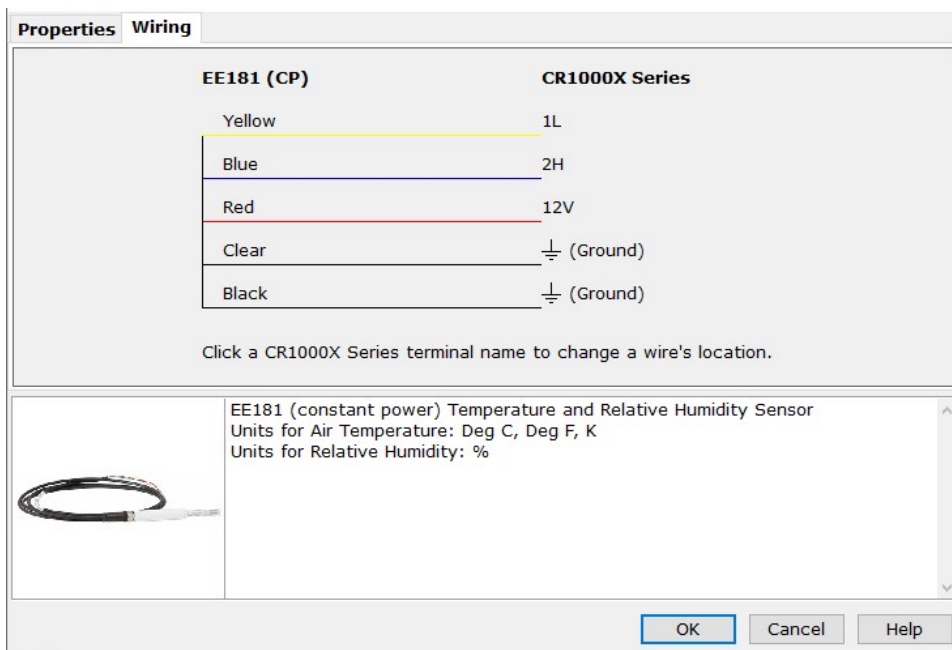 Properties Wiring
EE181 (CP) CR1000X Series
Yellow 1L
Blue 2H
Red 12V
Clear (Ground)
Black (Ground)
Click a CR1000X Series terminal name to change a wire's location.
EE181 (constant power) Temperature and Relative Humidity Sensor
Units for Air Temperature: Deg C, Deg F, K
Units for Relative Humidity: %
OK Cancel Help